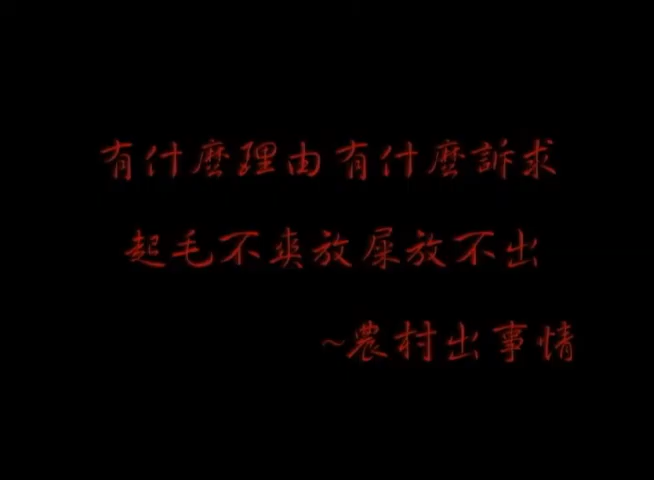 有什麼理由有什麼訴求
起毛不爽放屎放不出
~農村出事情